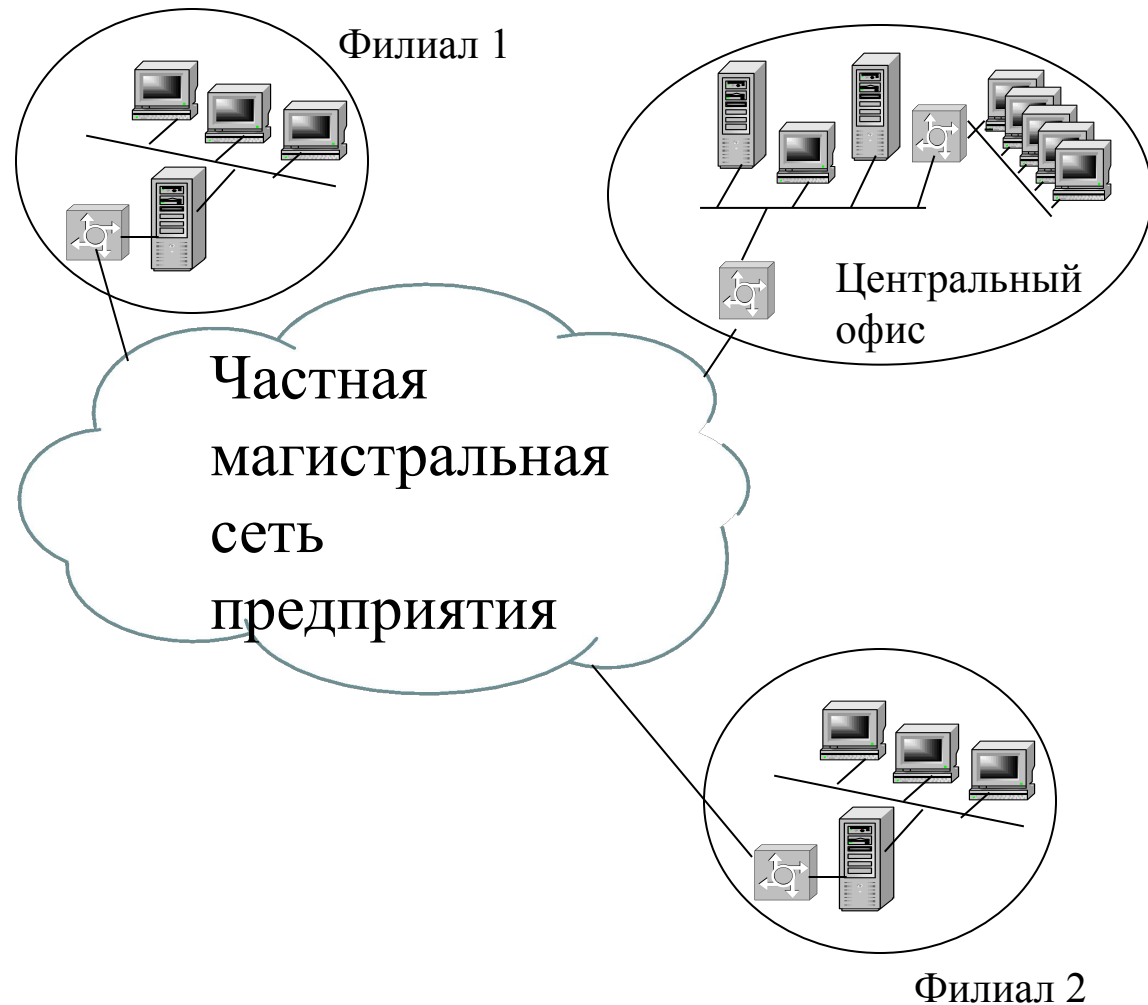 Филиал 1
Центральный
офис
Частная
магистральная
сеть
предприятия
Филиал 2